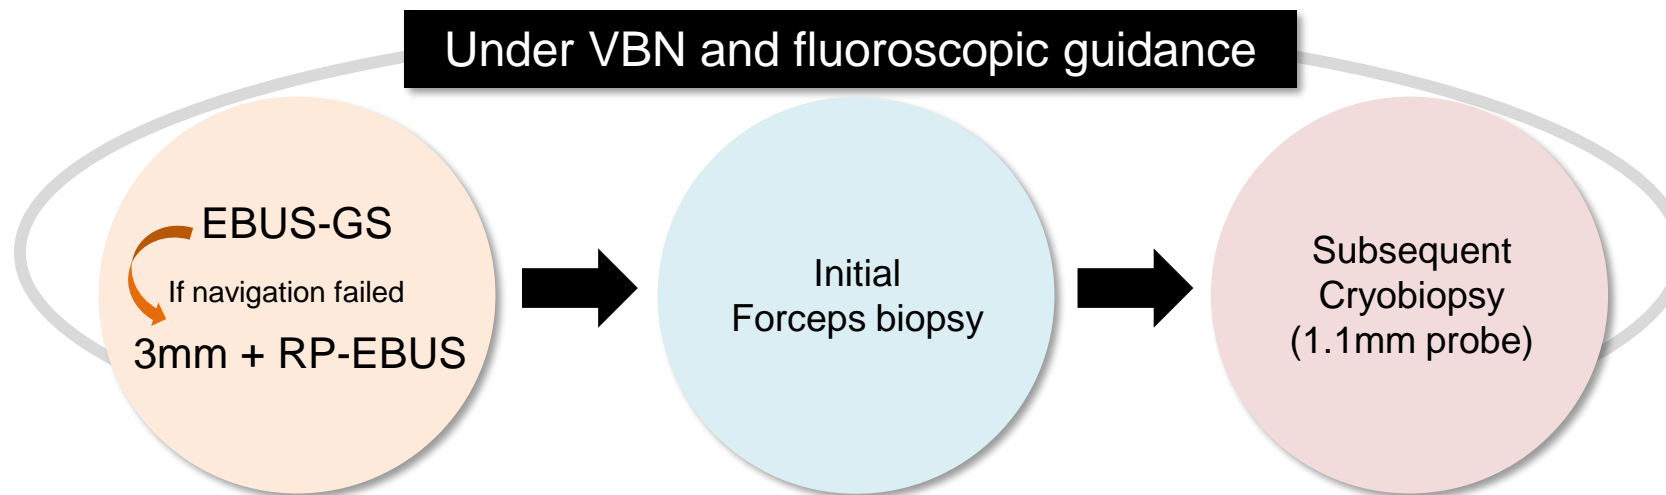 Under VBN and fluoroscopic guidance
EBUS-GS
If navigation failed
3mm + RP-EBUS
Initial
Forceps biopsy
Subsequent
Cryobiopsy
(1.1mm probe)